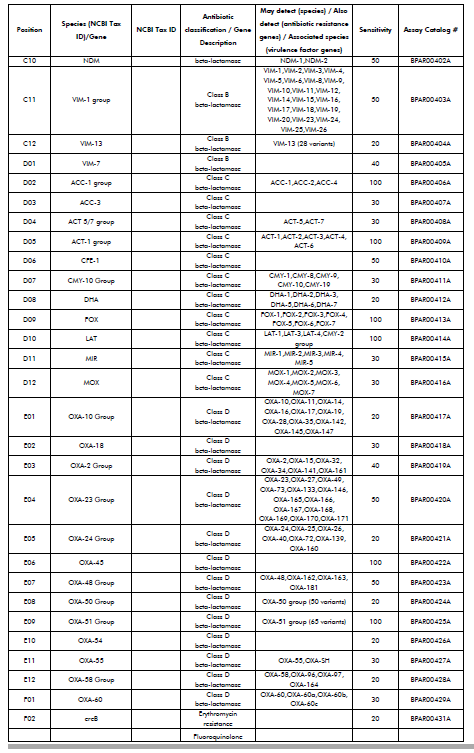 Position
Species (NCBI Tax
ID)/Gene
NCBI Tax ID
Antibiotic
classification / Gene
Description
May detect (species) / Also
detect (antibiotic resistance
genes) / Associated species
(virulence factor genes)
Sensitivity
Assay Catalog #
C10 NDM beta-lactamase NDM-1,NDM-2 50 BPAR00402A
C11 VIM-1 group Class B
beta-lactamase
VIM-1,VIM-2,VIM-3,VIM-4,
VIM-5,VIM-6,VIM-8,VIM-9,
VIM-10,VIM-11,VIM-12,
VIM-14,VIM-15,VIM-16,
VIM-17,VIM-18,VIM-19,
VIM-20,VIM-23,VIM-24,
VIM-25,VIM-26
50 BPAR00403A
C12 VIM-13 Class B
beta-lactamase
VIM-13 (28 variants) 20 BPAR00404A
D01 VIM-7 Class B
beta-lactamase
40 BPAR00405A
D02 ACC-1 group Class C
beta-lactamase
ACC-1,ACC-2,ACC-4 100 BPAR00406A
D03 ACC-3 Class C
beta-lactamase
30 BPAR00407A
D04 ACT 5/7 group Class C
beta-lactamase
ACT-5,ACT-7 30 BPAR00408A
D05 ACT-1 group Class C
beta-lactamase
ACT-1,ACT-2,ACT-3,ACT-4,
ACT-6
100 BPAR00409A
D06 CFE-1 Class C
beta-lactamase
50 BPAR00410A
D07 CMY-10 Group Class C
beta-lactamase
CMY-1,CMY-8,CMY-9,
CMY-10,CMY-19
30 BPAR00411A
D08 DHA Class C
beta-lactamase
DHA-1,DHA-2,DHA-3,
DHA-5,DHA-6,DHA-7
20 BPAR00412A
D09 FOX Class C
beta-lactamase
FOX-1,FOX-2,FOX-3,FOX-4,
FOX-5,FOX-6,FOX-7
100 BPAR00413A
D10 LAT Class C
beta-lactamase
LAT-1,LAT-3,LAT-4,CMY-2
group
100 BPAR00414A
D11 MIR Class C
beta-lactamase
MIR-1,MIR-2,MIR-3,MIR-4,
MIR-5
30 BPAR00415A
D12 MOX Class C
beta-lactamase
MOX-1,MOX-2,MOX-3,
MOX-4,MOX-5,MOX-6,
MOX-7
30 BPAR00416A
E01 OXA-10 Group Class D
beta-lactamase
OXA-10,OXA-11,OXA-14,
OXA-16,OXA-17,OXA-19,
OXA-28,OXA-35,OXA-142,
OXA-145,OXA-147
20 BPAR00417A
E02 OXA-18 Class D
beta-lactamase
30 BPAR00418A
E03 OXA-2 Group Class D
beta-lactamase
OXA-2,OXA-15,OXA-32,
OXA-34,OXA-141,OXA-161
40 BPAR00419A
E04 OXA-23 Group Class D
beta-lactamase
OXA-23,OXA-27,OXA-49,
OXA-73,OXA-133,OXA-146,
OXA-165,OXA-166,
OXA-167,OXA-168,
OXA-169,OXA-170,OXA-171
50 BPAR00420A
E05 OXA-24 Group Class D
beta-lactamase
OXA-24,OXA-25,OXA-26,
OXA-40,OXA-72,OXA-139,
OXA-160
20 BPAR00421A
E06 OXA-45 Class D
beta-lactamase
100 BPAR00422A
E07 OXA-48 Group Class D
beta-lactamase
OXA-48,OXA-162,OXA-163,
OXA-181
50 BPAR00423A
E08 OXA-50 Group Class D
beta-lactamase
OXA-50 group (50 variants) 20 BPAR00424A
E09 OXA-51 Group Class D
beta-lactamase
OXA-51 group (65 variants) 100 BPAR00425A
E10 OXA-54 Class D
beta-lactamase
20 BPAR00426A
E11 OXA-55 Class D
beta-lactamase
OXA-55,OXA-SH 30 BPAR00427A
E12 OXA-58 Group Class D
beta-lactamase
OXA-58,OXA-96,OXA-97,
OXA-164
20 BPAR00428A
F01 OXA-60 Class D
beta-lactamase
OXA-60,OXA-60a,OXA-60b,
OXA-60c
30 BPAR00429A
F02 ereB Erythromycin
resistance
20 BPAR00431A
Fluoroquinolone